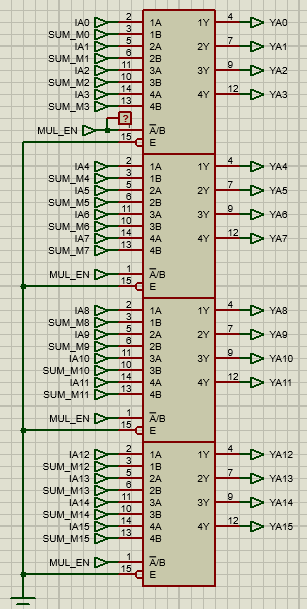 IA0 2 1A 1Y 4 YA0
SUM_M0 3 1B
IA1 5 2A 2Y 7 YA1
SUM_M1 6 2B
IA2 11 3A 3Y 9 YA2
SUM_M2 10 3B
IA3 14 4A 4Y 12 YA3
SUM_M3 13 4B
?
MUL_EN 1 A/B
15 E
IA4 2 1A 1Y 4 YA4
SUM_M4 3 1B
IA5 5 2A 2Y 7 YA5
SUM_M5 6 2B
IA6 11 3A 3Y 9 YA6
SUM_M6 10 3B
IA7 14 4A 4Y 12 YA7
SUM_M7 13 4B
MUL_EN 1 A/B
15 E
IA8 2 1A 1Y 4 YA8
SUM_M8 3 1B
IA9 5 2A 2Y 7 YA9
SUM_M9 6 2B
IA10 11 3A 3Y 9 YA10
SUM_M10 10 3B
IA11 14 4A 4Y 12 YA11
SUM_M11 13 4B
MUL_EN 1 A/B
15 E
IA12 2 1A 1Y 4 YA12
SUM_M12 3 1B
IA13 5 2A 2Y 7 YA13
SUM_M13 6 2B
IA14 11 3A 3Y 9 YA14
SUM_M14 10 3B
IA15 14 4A 4Y 12 YA15
SUM_M15 13 4B
MUL_EN 1 A/B
15 E